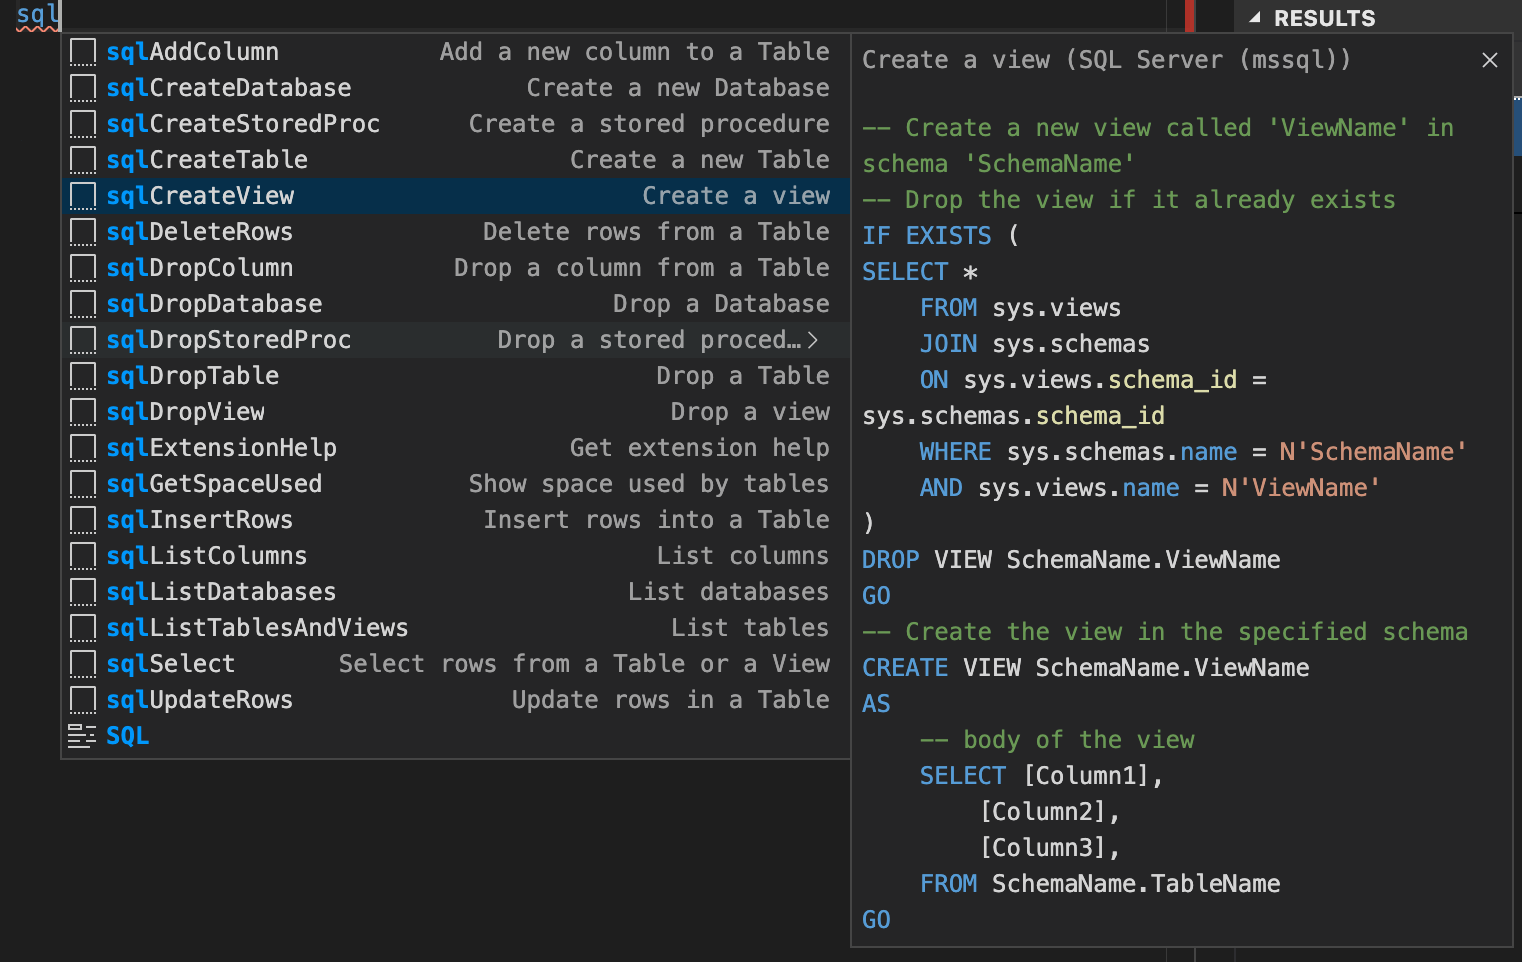 sql
RESULTS
sqlAddColumn Add a new column to a Table
sqlCreateDatabase Create a new Database
sqlCreateStoredProc Create a stored procedure
sqlCreateTable Create a new Table
sqlCreateView Create a view
sqlDeleteRows Delete rows from a Table
sqlDropColumn Drop a column from a Table
sqlDropDatabase Drop a Database
sqlDropStoredProc Drop a stored proced…
sqlDropTable Drop a Table
sqlDropView Drop a view
sqlExtensionHelp Get extension help
sqlGetSpaceUsed Show space used by tables
sqlInsertRows Insert rows into a Table
sqlListColumns List columns
sqlListDatabases List databases
sqlListTablesAndViews List tables
sqlSelect Select rows from a Table or a View
sqlUpdateRows Update rows in a Table
SQL
Create a view (SQL Server (mssql))
-- Create a new view called 'ViewName' in
schema 'SchemaName'
-- Drop the view if it already exists
IF EXISTS (
SELECT *
    FROM sys.views
    JOIN sys.schemas
    ON sys.views.schema_id =
sys.schemas.schema_id
    WHERE sys.schemas.name = N'SchemaName'
    AND sys.views.name = N'ViewName'
)
DROP VIEW SchemaName.ViewName
GO
-- Create the view in the specified schema
CREATE VIEW SchemaName.ViewName
AS
    -- body of the view
    SELECT [Column1],
        [Column2],
        [Column3],
    FROM SchemaName.TableName
GO